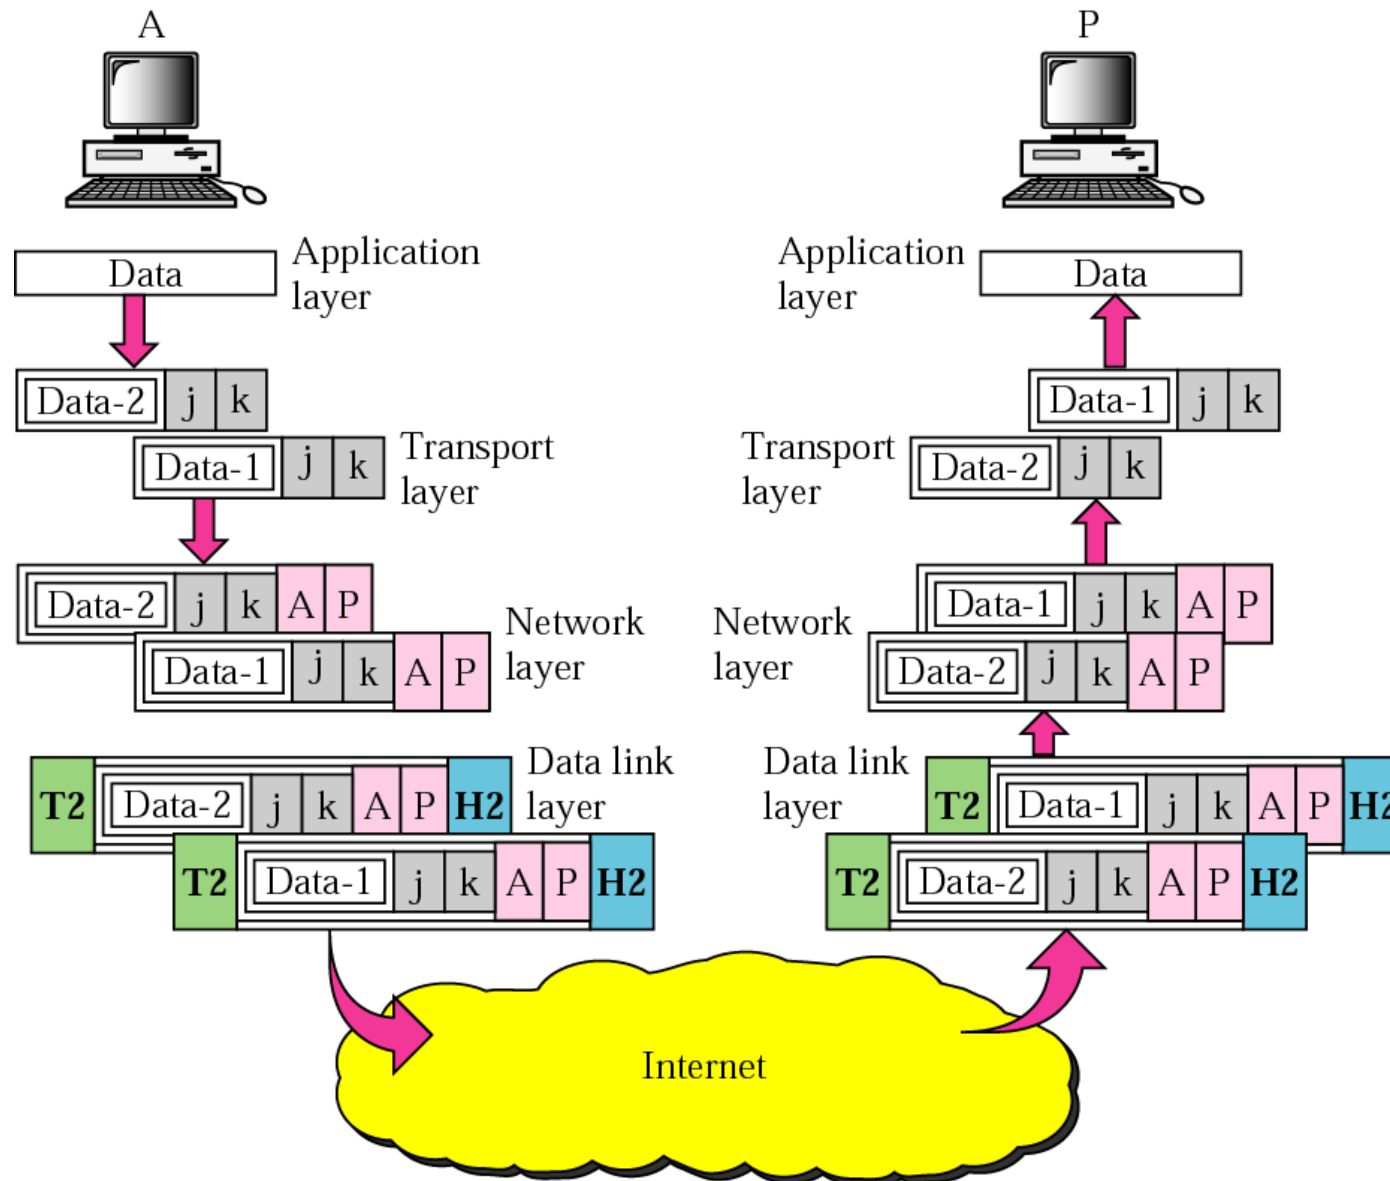 A
P
Data
Application
layer
Application
layer
Data
Data-2 j k
Data-1 j k
Transport
layer
Data-1 j k
Transport
layer
Data-2 j k
Data-2 j k A P
Data-1 j k A P
Network
layer
Network
layer
Data-1 j k A P
Data-2 j k A P
T2 Data-2 j k A P H2
T2 Data-1 j k A P H2
Data link
layer
Data link
layer
T2 Data-1 j k A P H2
T2 Data-2 j k A P H2
Internet